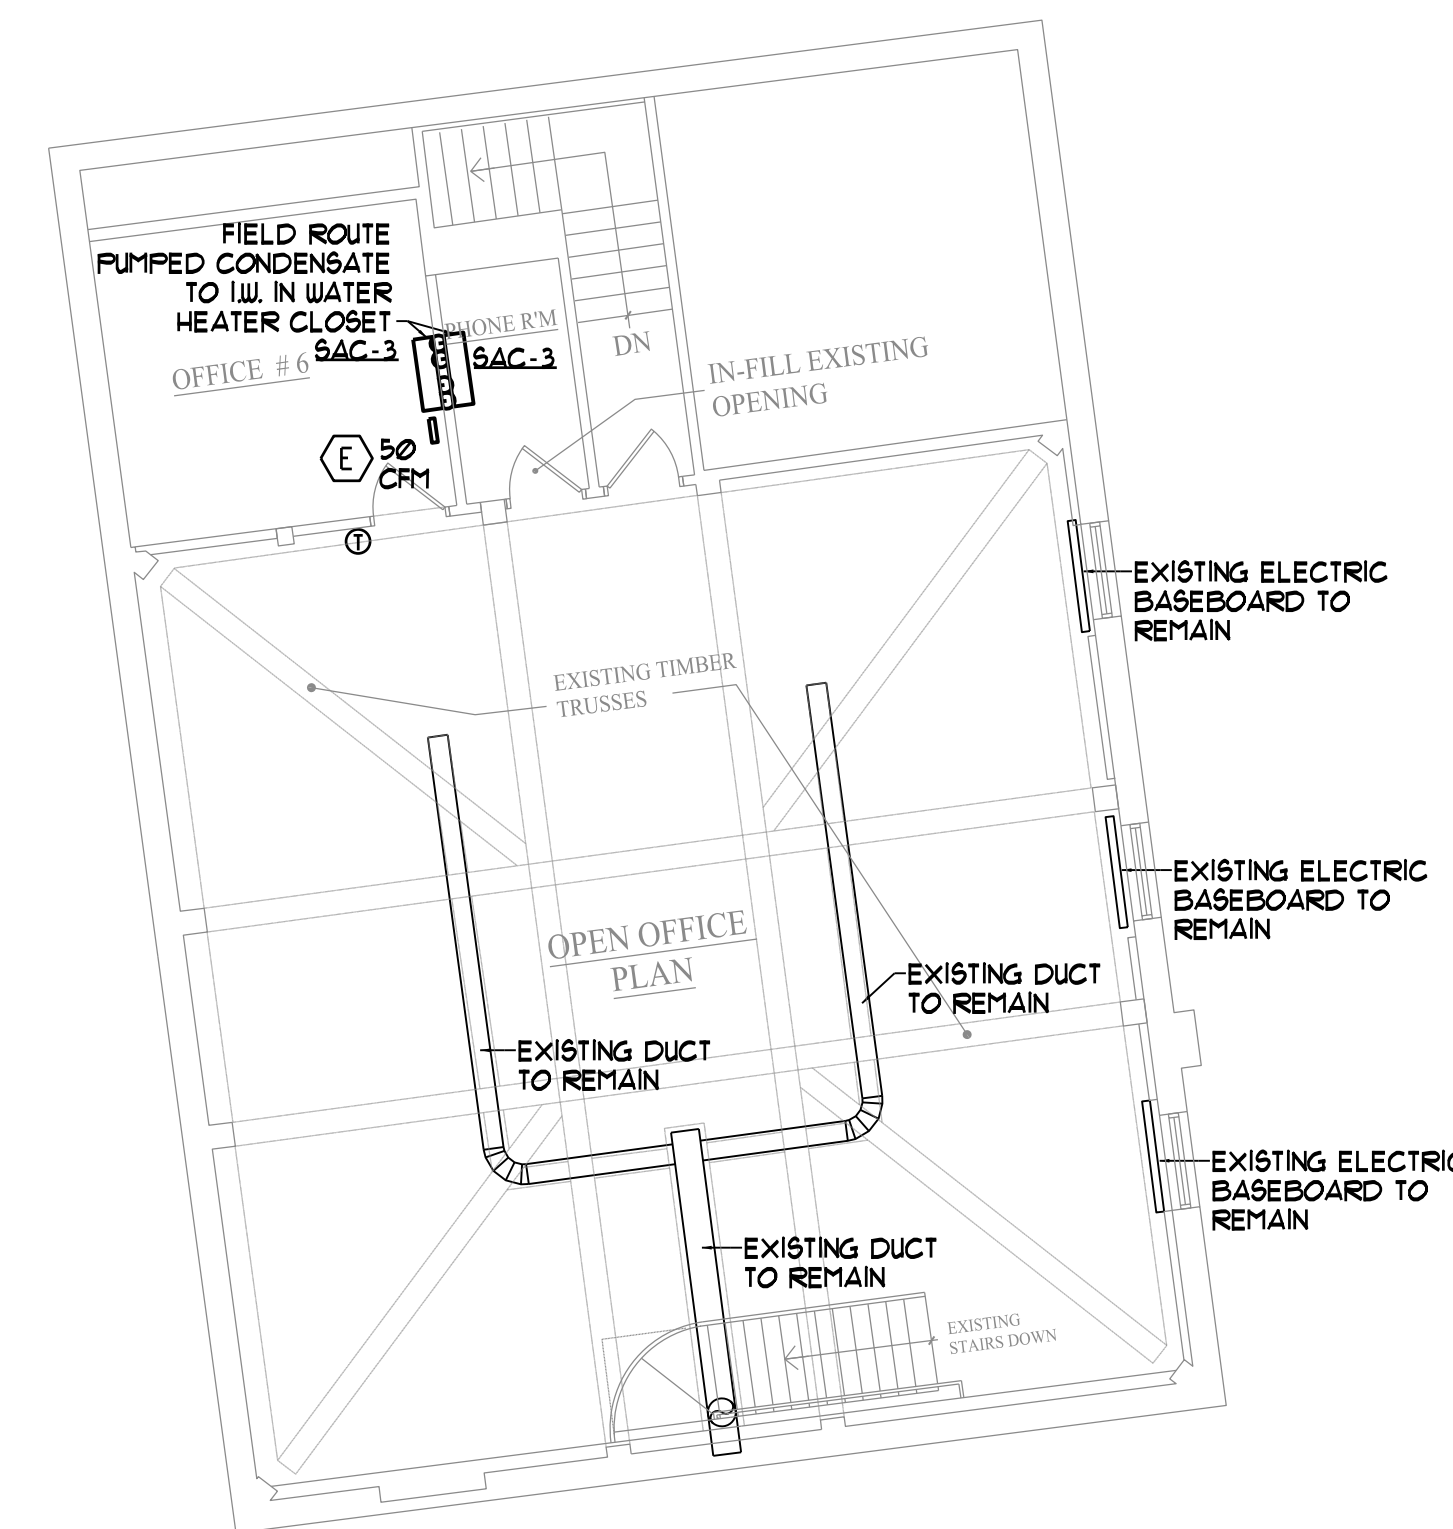 FIELD ROUTE
PUMPED CONDENSATE
TO I.W. IN WATER
HEATER CLOSET
SAC-3
SAC-3
PHONE R'M
OFFICE # 6
DN
IN-FILL EXISTING
OPENING
E
50
CFM
T
EXISTING ELECTRIC
BASEBOARD TO
REMAIN
EXISTING TIMBER
TRUSSES
EXISTING ELECTRIC
BASEBOARD TO
REMAIN
OPEN OFFICE
PLAN
EXISTING DUCT
TO REMAIN
EXISTING DUCT
TO REMAIN
EXISTING ELECTRIC
BASEBOARD TO
REMAIN
EXISTING DUCT
TO REMAIN
EXISTING
STAIRS DOWN